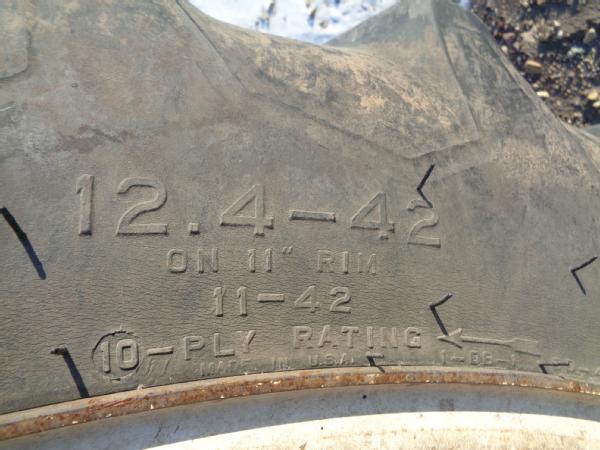 12.4-42
ON 11" RIM
11-42
10-PLY RATING
MADE IN U.S.A.